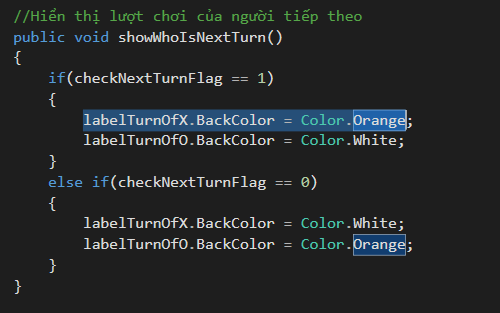 //Hiển thị lượt chơi của người tiếp theo
public void showWhoIsNextTurn()
{
    if(checkNextTurnFlag == 1)
    {
        labelTurnOfX.BackColor = Color.Orange;
        labelTurnOfO.BackColor = Color.White;
    }
    else if(checkNextTurnFlag == 0)
    {
        labelTurnOfX.BackColor = Color.White;
        labelTurnOfO.BackColor = Color.Orange;
    }
}